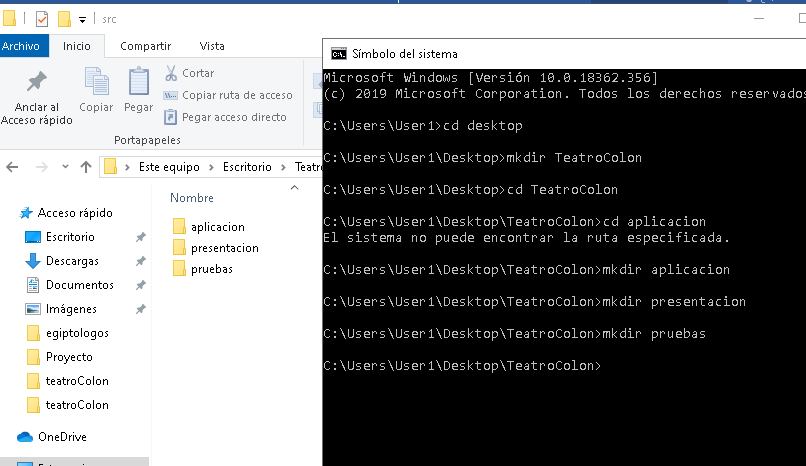 src
Archivo Inicio Compartir Vista
Anclar al
Acceso rápido
Copiar
Pegar
Cortar
Copiar ruta de acceso
Pegar acceso directo
Portapapeles
Este equipo > Escritorio > Teatro
Nombre
aplicacion
presentacion
pruebas
Acceso rápido
Escritorio
Descargas
Documentos
Imágenes
egiptologos
Proyecto
teatroColon
teatroColon
OneDrive
Símbolo del sistema
Microsoft Windows [Versión 10.0.18362.356]
(c) 2019 Microsoft Corporation. Todos los derechos reservados
C:\Users\User1>cd desktop
C:\Users\User1\Desktop>mkdir TeatroColon
C:\Users\User1\Desktop>cd TeatroColon
C:\Users\User1\Desktop\TeatroColon>cd aplicacion
El sistema no puede encontrar la ruta especificada.
C:\Users\User1\Desktop\TeatroColon>mkdir aplicacion
C:\Users\User1\Desktop\TeatroColon>mkdir presentacion
C:\Users\User1\Desktop\TeatroColon>mkdir pruebas
C:\Users\User1\Desktop\TeatroColon>